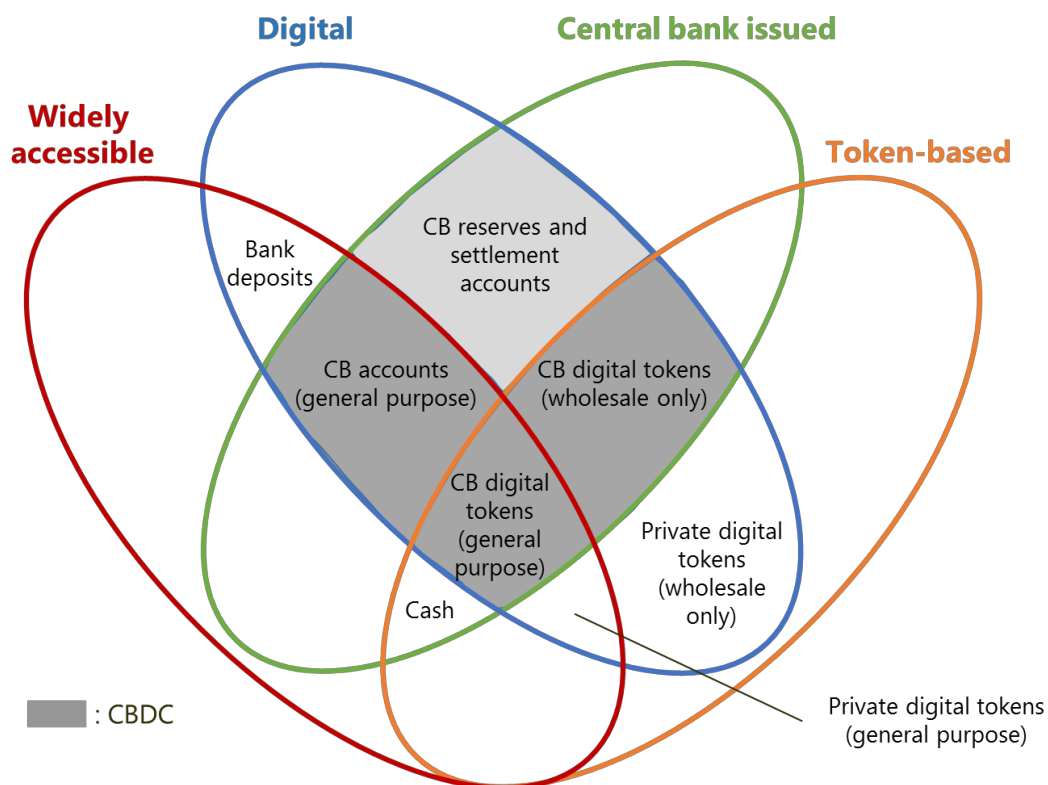 Digital
Central bank issued
Widely
accessible
Token-based
CB reserves and
settlement
accounts
Bank
deposits
CB accounts
(general purpose)
CB digital tokens
(wholesale only)
CB digital
tokens
(general
purpose)
Private digital
tokens
(wholesale
only)
Cash
: CBDC
Private digital tokens
(general purpose)